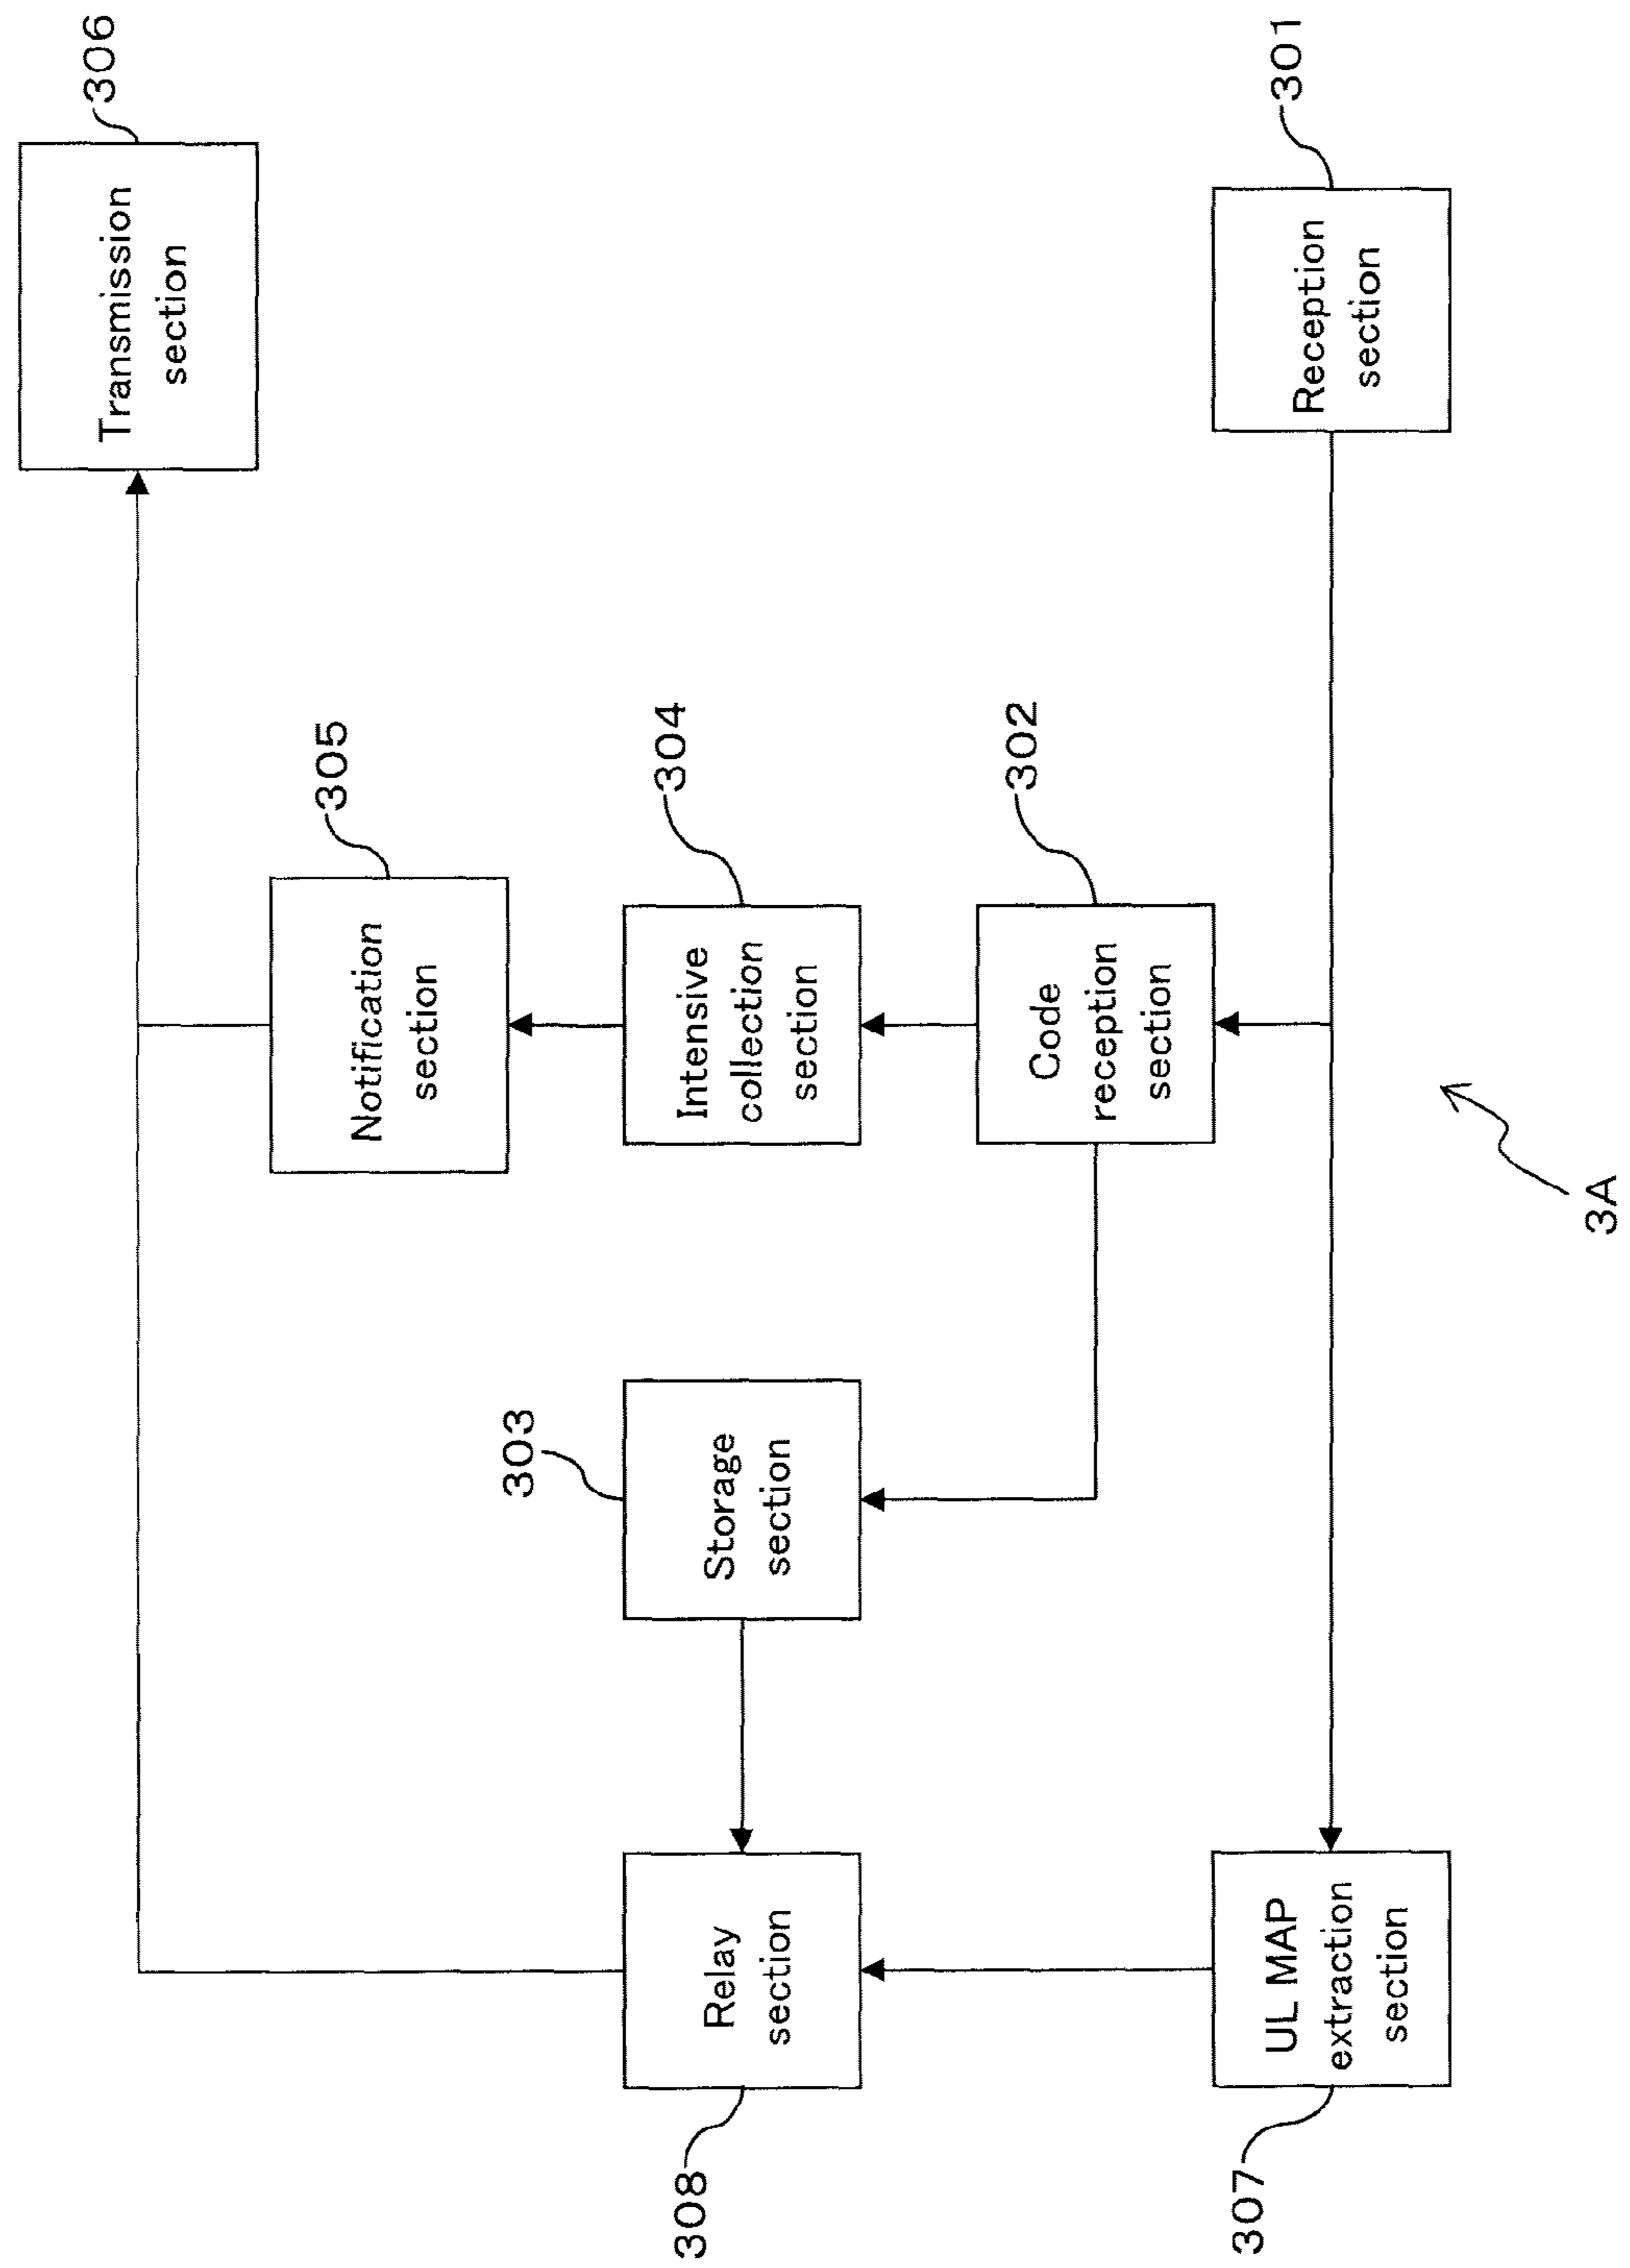 306
Transmission
section
301
Reception
section
305
Notification
section
304
Intensive
collection
section
302
Code
reception
section
303
Storage
section
308
Relay
section
307
UL MAP
extraction
section
3A